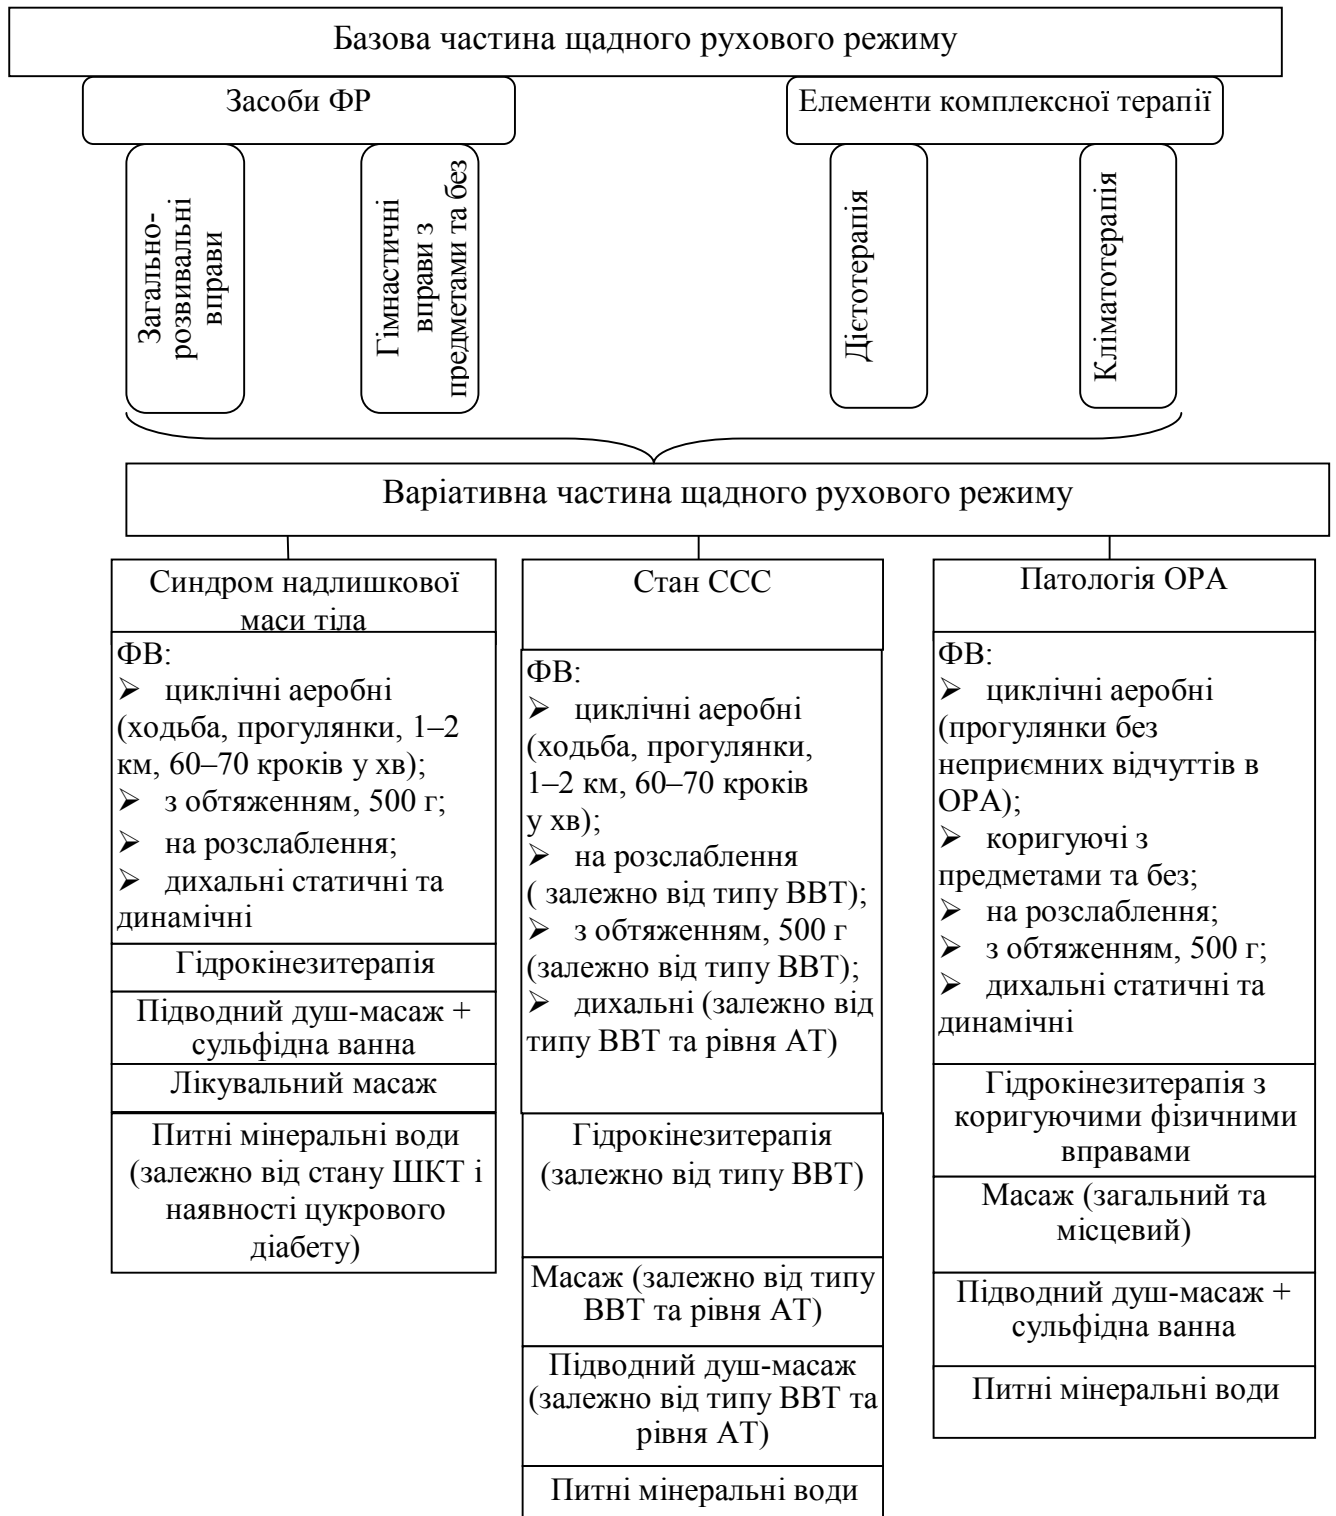 Базова частина щадного рухового режиму
Засоби ФР
Елементи комплексної терапії
Загально-
розвивальні
вправи
Гімнастичні
вправи з
предметами та без
Дієтотерапія
Кліматотерапія
Варіативна частина щадного рухового режиму
Синдром надлишкової
маси тіла
ФВ:
➢ циклічні аеробні
(ходьба, прогулянки, 1–2
км, 60–70 кроків у хв);
➢ з обтяженням, 500 г;
➢ на розслаблення;
➢ дихальні статичні та
динамічні
Гідрокінезитерапія
Підводний душ-масаж +
сульфідна ванна
Лікувальний масаж
Питні мінеральні води
(залежно від стану ШКТ і
наявності цукрового
діабету)
Стан ССС
ФВ:
➢ циклічні аеробні
(ходьба, прогулянки,
1–2 км, 60–70 кроків
у хв);
➢ на розслаблення
( залежно від типу ВВТ);
➢ з обтяженням, 500 г
(залежно від типу ВВТ);
➢ дихальні (залежно від
типу ВВТ та рівня АТ)
Гідрокінезитерапія
(залежно від типу ВВТ)
Масаж (залежно від типу
ВВТ та рівня АТ)
Підводний душ-масаж
(залежно від типу ВВТ та
рівня АТ)
Питні мінеральні води
Патологія ОРА
ФВ:
➢ циклічні аеробні
(прогулянки без
неприємних відчуттів в
ОРА);
➢ коригуючі з
предметами та без;
➢ на розслаблення;
➢ з обтяженням, 500 г;
➢ дихальні статичні та
динамічні
Гідрокінезитерапія з
коригуючими фізичними
вправами
Масаж (загальний та
місцевий)
Підводний душ-масаж +
сульфідна ванна
Питні мінеральні води